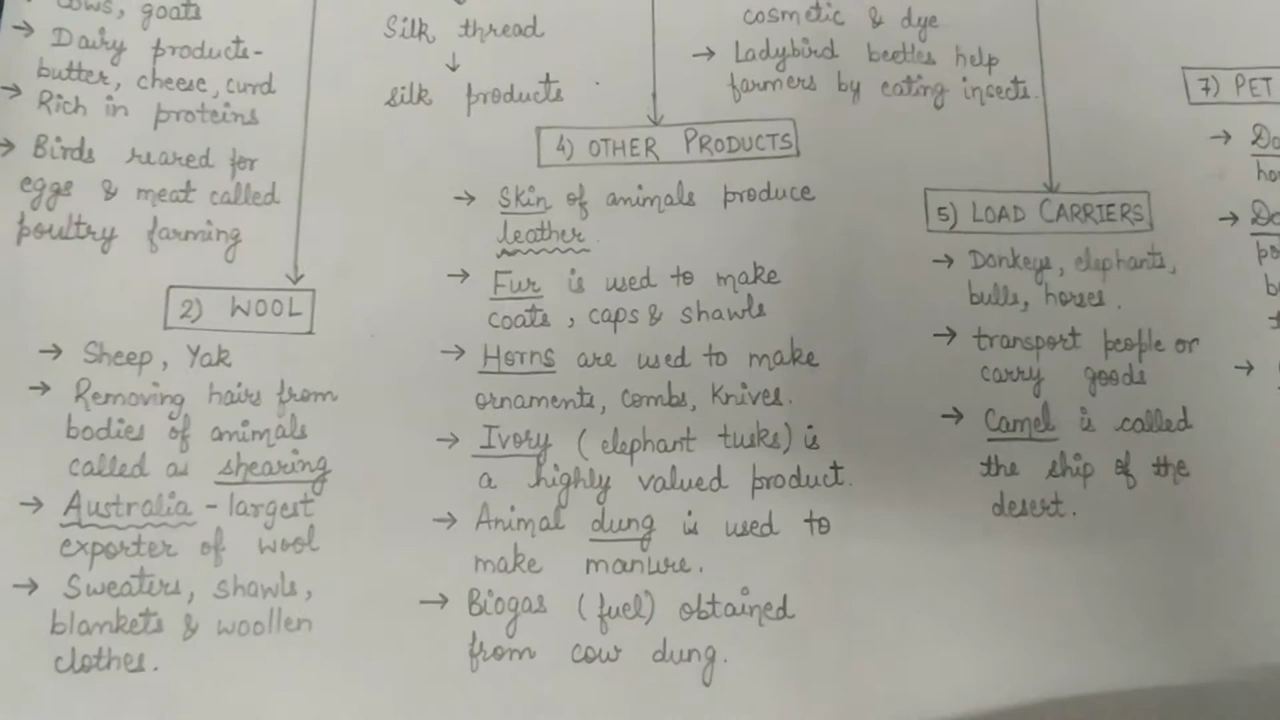 cows, goats
→ Dairy products-
butter, cheese, curd
→ Rich in proteins
→ Birds reared for
eggs & meat called
poultry farming
2) WOOL
→ Sheep, Yak
→ Removing hairs from
bodies of animals
called as shearing
→ Australia - largest
exporter of wool
→ Sweaters, shawls,
blankets & woollen
clothes.
Silk thread
↓
silk products
4) OTHER PRODUCTS
→ Skin of animals produce
leather
→ Fur is used to make
coats, caps & shawls
→ Horns are used to make
ornaments, combs, knives.
→ Ivory (elephant tusks) is
a highly valued product.
→ Animal dung is used to
make manure.
→ Biogas (fuel) obtained
from cow dung.
cosmetic & dye
→ Ladybird beetles help
farmers by eating insects.
5) LOAD CARRIERS
→ Donkeys, elephants,
bulls, horses.
→ transport people or
carry goods
→ Camel is called
the ship of the
desert.
7) PET
→ Do
ho
→ Do
po
b
→